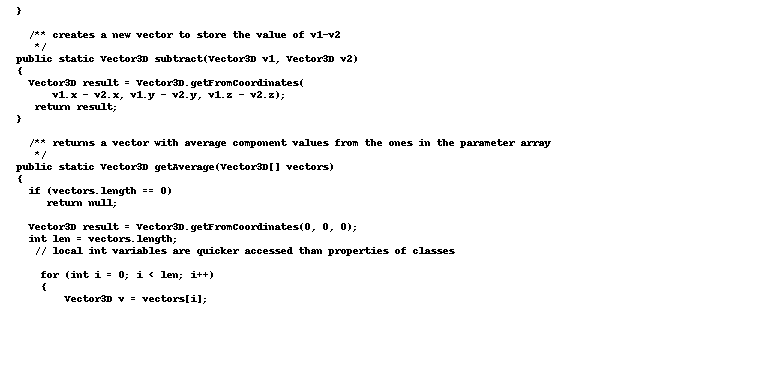 }
/** creates a new vector to store the value of v1-v2
*/
public static Vector3D subtract(Vector3D v1, Vector3D v2)
{
Vector3D result = Vector3D.getFromCoordinates(
v1.x - v2.x, v1.y - v2.y, v1.z - v2.z);
return result;
}
/** returns a vector with average component values from the ones in the parameter array
*/
public static Vector3D getAverage(Vector3D[] vectors)
{
if (vectors.length == 0)
return null;
Vector3D result = Vector3D.getFromCoordinates(0, 0, 0);
int len = vectors.length;
// local int variables are quicker accessed than properties of classes
for (int i = 0; i < len; i++)
{
Vector3D v = vectors[i];